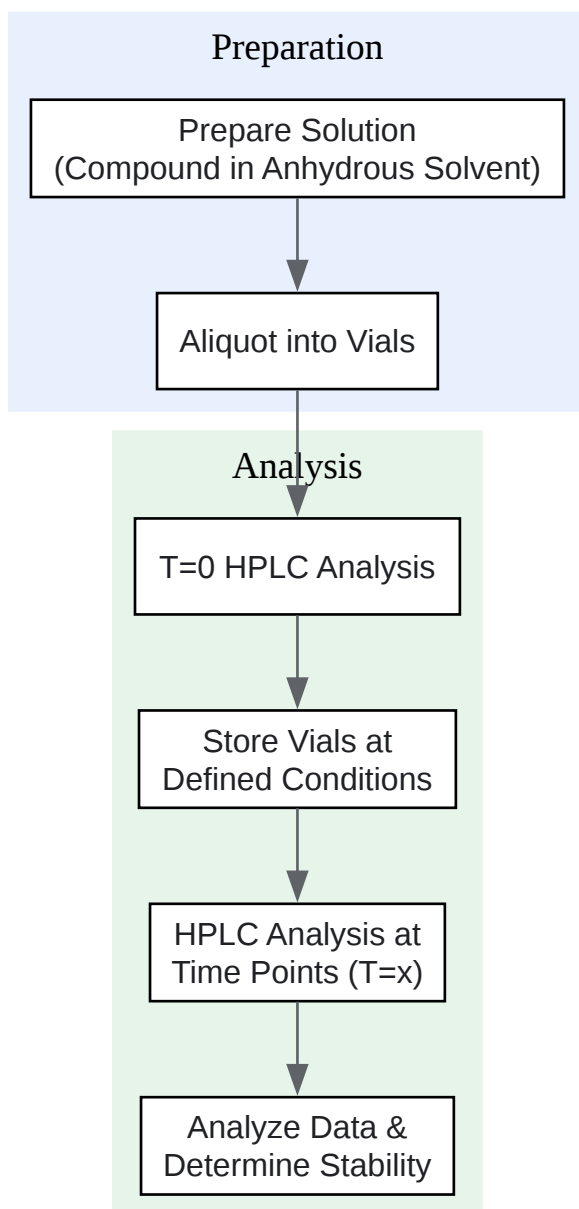 Preparation
Prepare Solution
(Compound in Anhydrous Solvent)
Aliquot into Vials
Analysis
T=0 HPLC Analysis
Store Vials at
Defined Conditions
HPLC Analysis at
Time Points (T=x)
Analyze Data &
Determine Stability